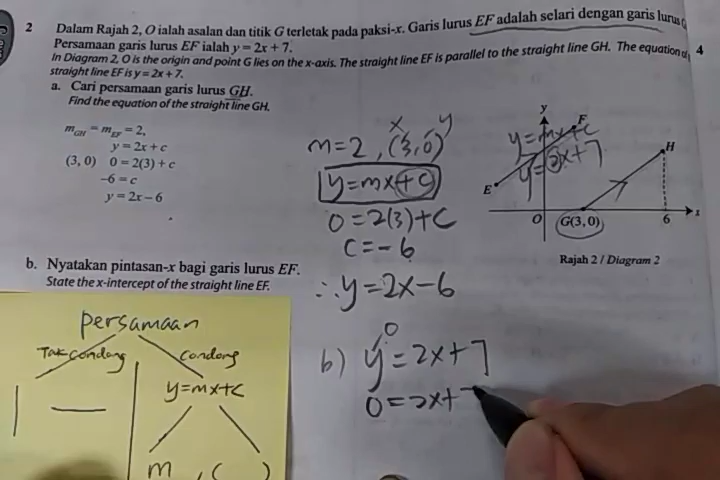 2 Dalam Rajah 2, O ialah asalan dan titik G terletak pada paksi-x. Garis lurus EF adalah selari dengan garis lurus
Persamaan garis lurus EF ialah y = 2x + 7.
In Diagram 2, O is the origin and point G lies on the x-axis. The straight line EF is parallel to the straight line GH. The equation
straight line EF is y = 2x + 7.
4
a. Cari persamaan garis lurus GH.
Find the equation of the straight line GH.
m_GH = m_EF = 2,
y = 2x + c
(3, 0) 0 = 2(3) + c
-6 = c
y = 2x – 6
x y
m=2, (3,0)
y=mx+c
0=2(3)+c
c=-6
∴ y=2x-6
y
F
y=mx+c
y=2x+7
H
E
O G(3, 0) 6 x
Rajah 2 / Diagram 2
b. Nyatakan pintasan-x bagi garis lurus EF.
State the x-intercept of the straight line EF.
persamaan
Tak condong condong
y=mx+c
m , ( )
0
b) y=2x+7
0=2x+7